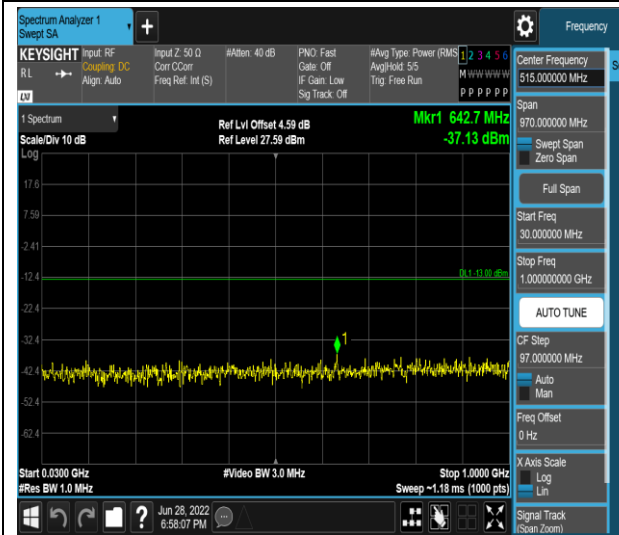 Spectrum Analyzer 1
Swept SA
+
Frequency
KEYSIGHT
RL
LXI
Input: RF
Coupling: DC
Align: Auto
Input Z: 50 Ω
Corr CCorr
Freq Ref: Int (S)
#Atten: 40 dB
PNO: Fast
Gate: Off
IF Gain: Low
Sig Track: Off
#Avg Type: Power (RMS
Avg|Hold: 5/5
Trig: Free Run
1 2 3 4 5 6
M W W W W W
P P P P P P
1 Spectrum
Scale/Div 10 dB
Log
Ref Lvl Offset 4.59 dB
Ref Level 27.59 dBm
Mkr1 642.7 MHz
-37.13 dBm
17.6
7.59
-2.41
-12.4
-22.4
-32.4
-42.4
-52.4
-62.4
DL1 -13.00 dBm
1
Start 0.0300 GHz
#Res BW 1.0 MHz
#Video BW 3.0 MHz
Stop 1.0000 GHz
Sweep ~1.18 ms (1000 pts)
?
Jun 28, 2022
6:58:07 PM
Center Frequency
515.000000 MHz
S
Span
970.000000 MHz
Swept Span
Zero Span
Full Span
Start Freq
30.000000 MHz
Stop Freq
1.000000000 GHz
AUTO TUNE
CF Step
97.000000 MHz
Auto
Man
Freq Offset
0 Hz
X Axis Scale
Log
Lin
Signal Track
(Span Zoom)